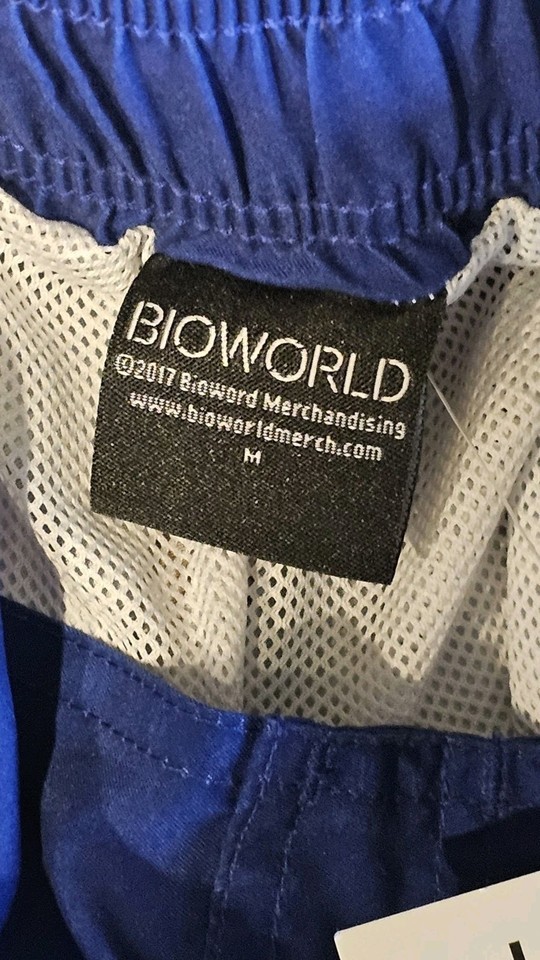 BIOWORLD
©2017 Bioword Merchandising
www.bioworldmerch.com
M